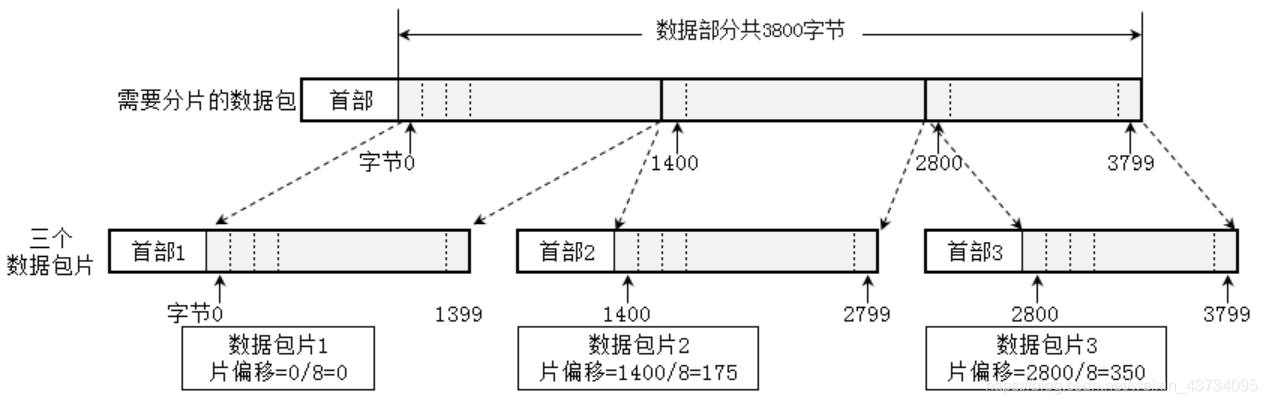 数据部分共3800字节
需要分片的数据包
首部
字节0
1400
2800
3799
三个
数据包片
首部1
首部2
首部3
字节0
1399
1400
2799
2800
3799
数据包片1
片偏移=0/8=0
数据包片2
片偏移=1400/8=175
数据包片3
片偏移=2800/8=350
https://blog.csdn.net/weixin_43734095